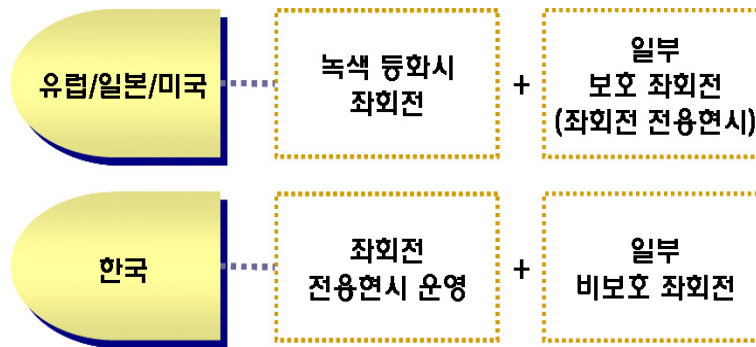 유럽/일본/미국
녹색 등화시
좌회전
+
일부
보호 좌회전
(좌회전 전용현시)
한국
좌회전
전용현시 운영
+
일부
비보호 좌회전